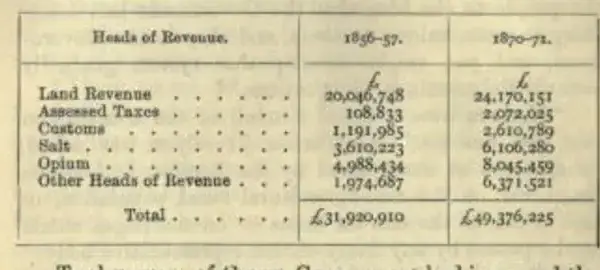 Heads of Revenue. 1856-57. 1870-71.
£ £
Land Revenue . . . . . . . 20,046,748 24,170,151
Assessed Taxes . . . . . . 108,833 2,072,025
Customs . . . . . . . . 1,191,985 2,610,789
Salt . . . . . . . . . 3,610,223 6,106,280
Opium . . . . . . . . 4,988,434 8,045,459
Other Heads of Revenue . . . 1,974,687 6,371,521
Total . . . . . . £31,920,910 £49,376,225